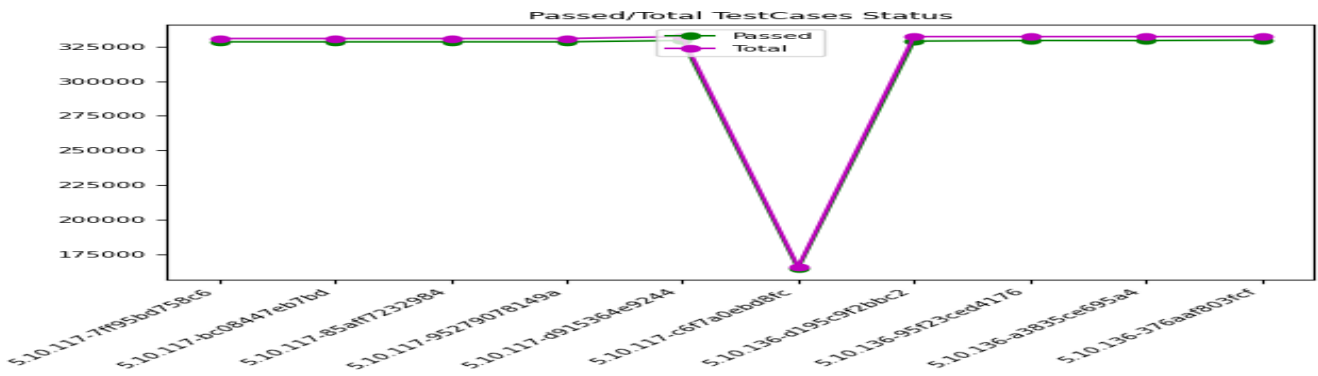 Passed/Total TestCases Status
Passed
Total
325000
300000
275000
250000
225000
200000
175000
5.10.117-7ff95bd758c6
5.10.117-bc08447eb7bd
5.10.117-85aff7232984
5.10.117-95279078149a
5.10.117-d915364e9244
5.10.117-c6f7a0ebd8fc
5.10.136-d195c9f2bbc2
5.10.136-95f23ced4176
5.10.136-a3835ce695a4
5.10.136-376aaf803fcf